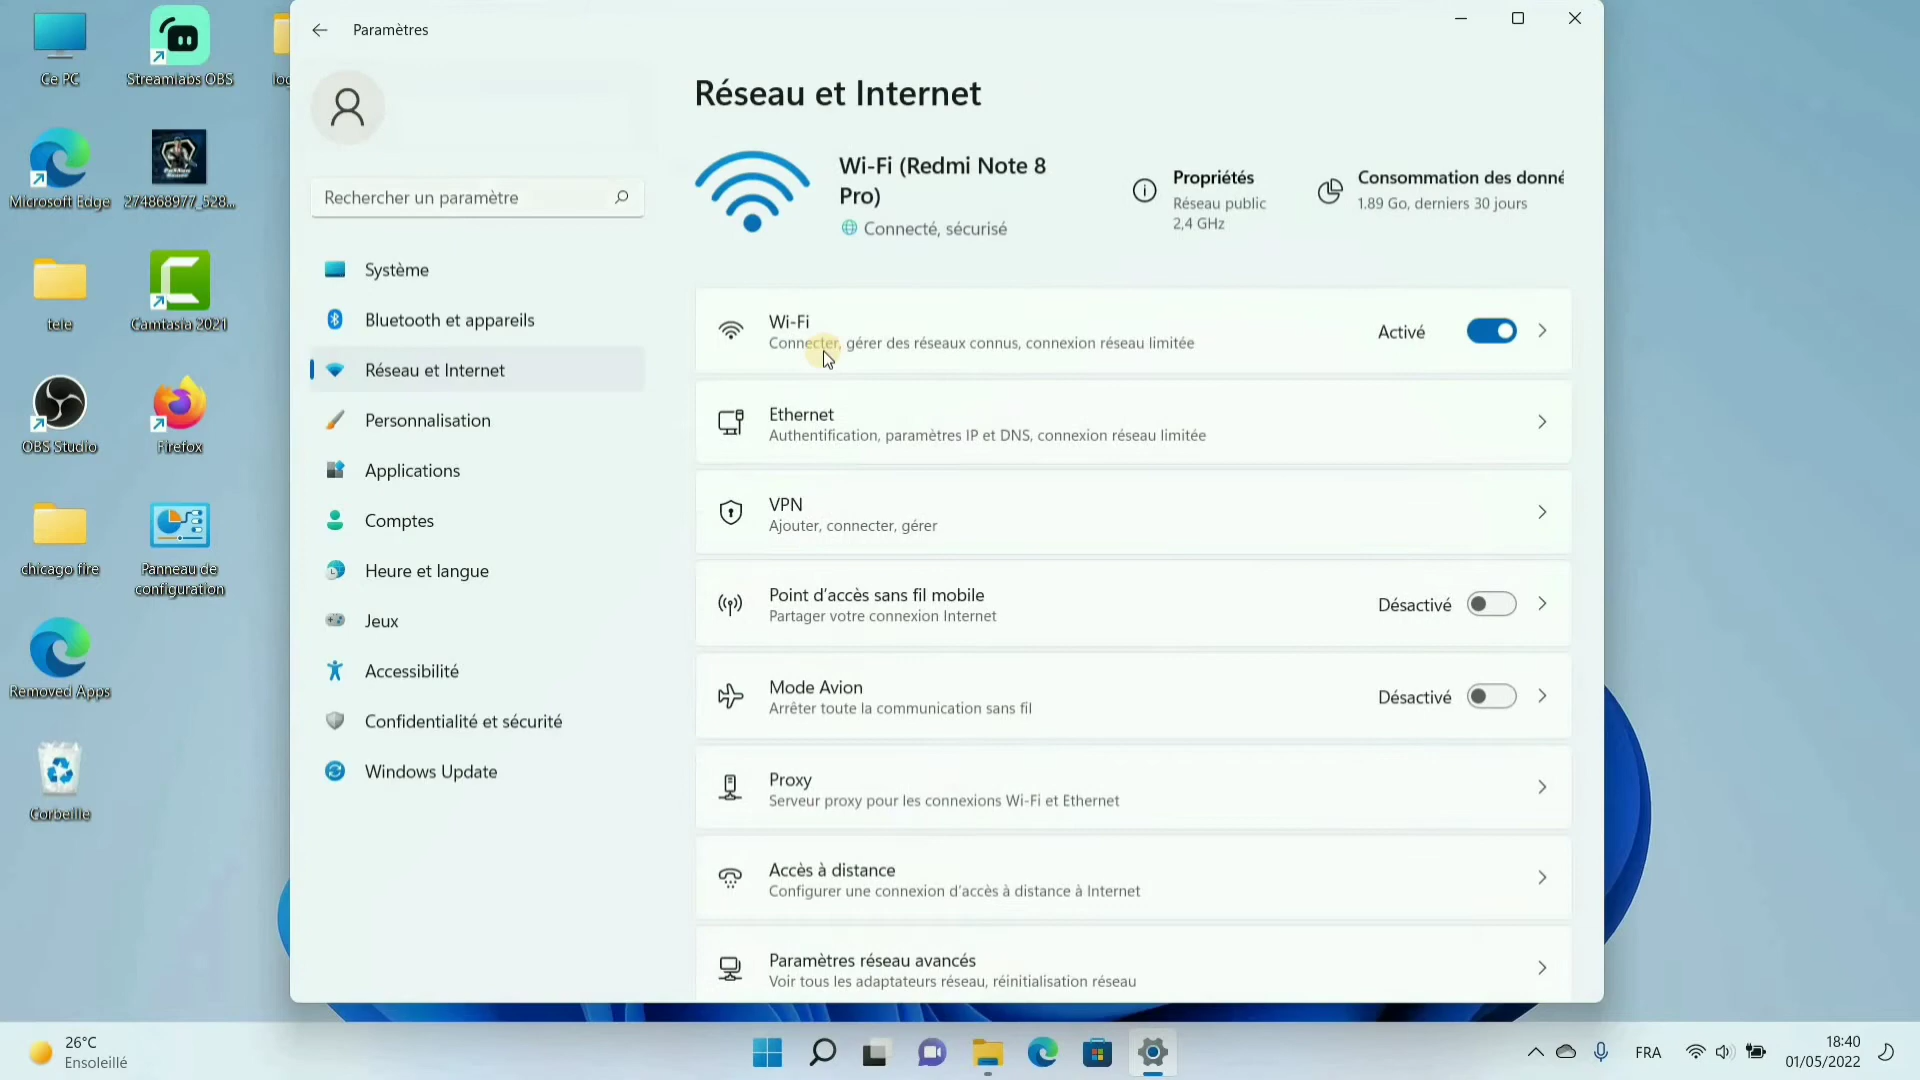 Ce PC
Streamlabs OBS
log
Microsoft Edge
274868977_528...
tele
Camtasia 2021
OBS Studio
Firefox
chicago fire
Panneau de
configuration
Removed Apps
Corbeille
Paramètres
Rechercher un paramètre
Système
Bluetooth et appareils
Réseau et Internet
Personnalisation
Applications
Comptes
Heure et langue
Jeux
Accessibilité
Confidentialité et sécurité
Windows Update
Réseau et Internet
Wi-Fi (Redmi Note 8
Pro)
Connecté, sécurisé
Propriétés
Réseau public
2,4 GHz
Consommation des donné
1.89 Go, derniers 30 jours
Wi-Fi
Connecter, gérer des réseaux connus, connexion réseau limitée
Activé
Ethernet
Authentification, paramètres IP et DNS, connexion réseau limitée
VPN
Ajouter, connecter, gérer
Point d'accès sans fil mobile
Partager votre connexion Internet
Désactivé
Mode Avion
Arrêter toute la communication sans fil
Désactivé
Proxy
Serveur proxy pour les connexions Wi-Fi et Ethernet
Accès à distance
Configurer une connexion d'accès à distance à Internet
Paramètres réseau avancés
Voir tous les adaptateurs réseau, réinitialisation réseau
26°C
Ensoleillé
FRA
18:40
01/05/2022